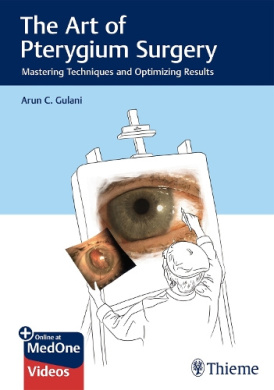 The Art of
Pterygium Surgery
Mastering Techniques and Optimizing Results
Arun C. Gulani
Online at
MedOne
Videos
Thieme